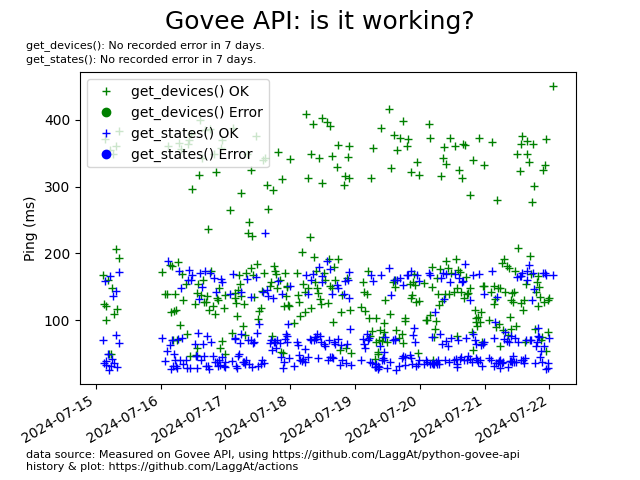 Govee API: is it working?
get_devices(): No recorded error in 7 days.
get_states(): No recorded error in 7 days.
get_devices() OK
get_devices() Error
get_states() OK
get_states() Error
Ping (ms)
400
300
200
100
2024-07-15
2024-07-16
2024-07-17
2024-07-18
2024-07-19
2024-07-20
2024-07-21
2024-07-22
data source: Measured on Govee API, using https://github.com/LaggAt/python-govee-api
history & plot: https://github.com/LaggAt/actions